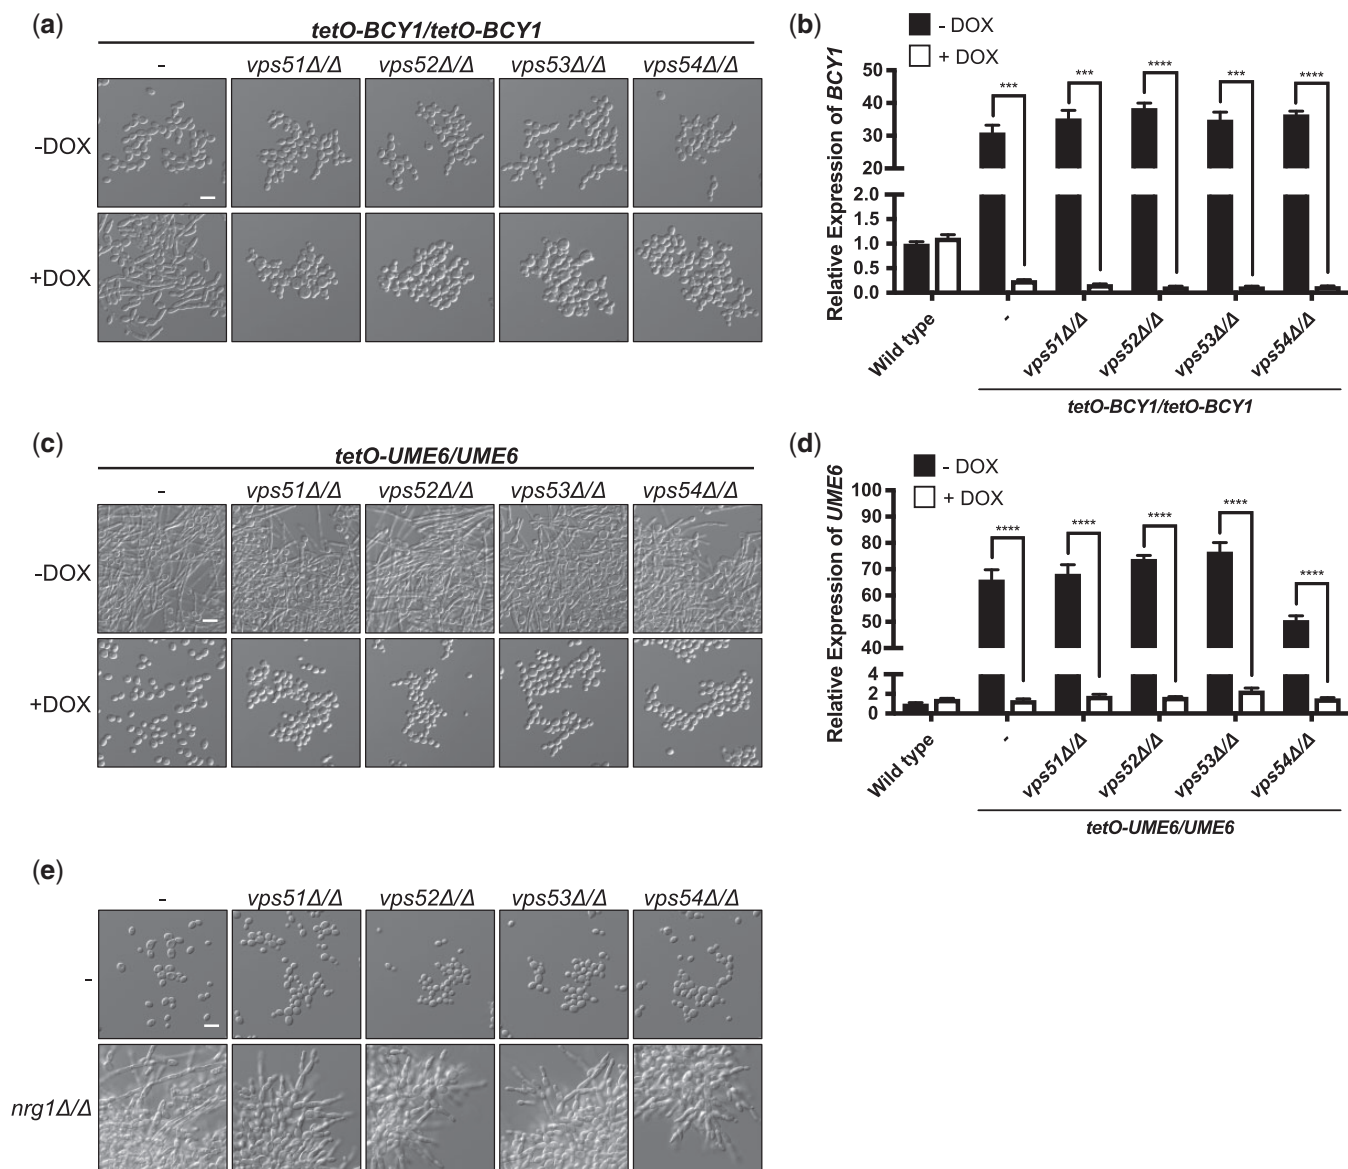 (a)
tetO-BCY1/tetO-BCY1
- vps51Δ/Δ vps52Δ/Δ vps53Δ/Δ vps54Δ/Δ
-DOX
+DOX
(b)
- DOX
+ DOX
Relative Expression of BCY1
50
40
30
20
2.0
1.5
1.0
0.5
0.0
*** *** **** *** ****
Wild type - vps51Δ/Δ vps52Δ/Δ vps53Δ/Δ vps54Δ/Δ
tetO-BCY1/tetO-BCY1
(c)
tetO-UME6/UME6
- vps51Δ/Δ vps52Δ/Δ vps53Δ/Δ vps54Δ/Δ
-DOX
+DOX
(d)
- DOX
+ DOX
Relative Expression of UME6
100
90
80
70
60
50
40
4
2
0
**** **** **** **** ****
Wild type - vps51Δ/Δ vps52Δ/Δ vps53Δ/Δ vps54Δ/Δ
tetO-UME6/UME6
(e)
- vps51Δ/Δ vps52Δ/Δ vps53Δ/Δ vps54Δ/Δ
-
nrg1Δ/Δ